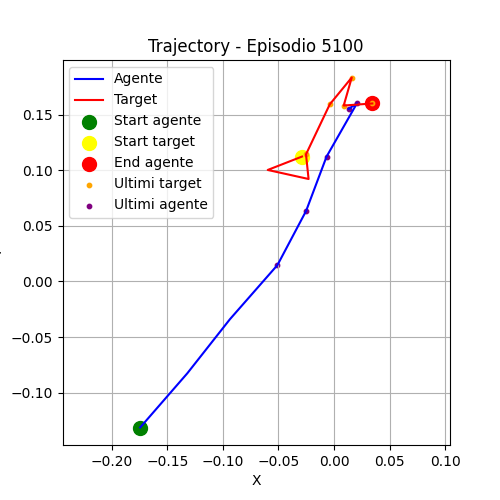 Trajectory - Episodio 5100
Agente
Target
Start agente
Start target
End agente
Ultimi target
Ultimi agente
0.15
0.10
0.05
0.00
−0.05
−0.10
−0.20
−0.15
−0.10
−0.05
0.00
0.05
0.10
X